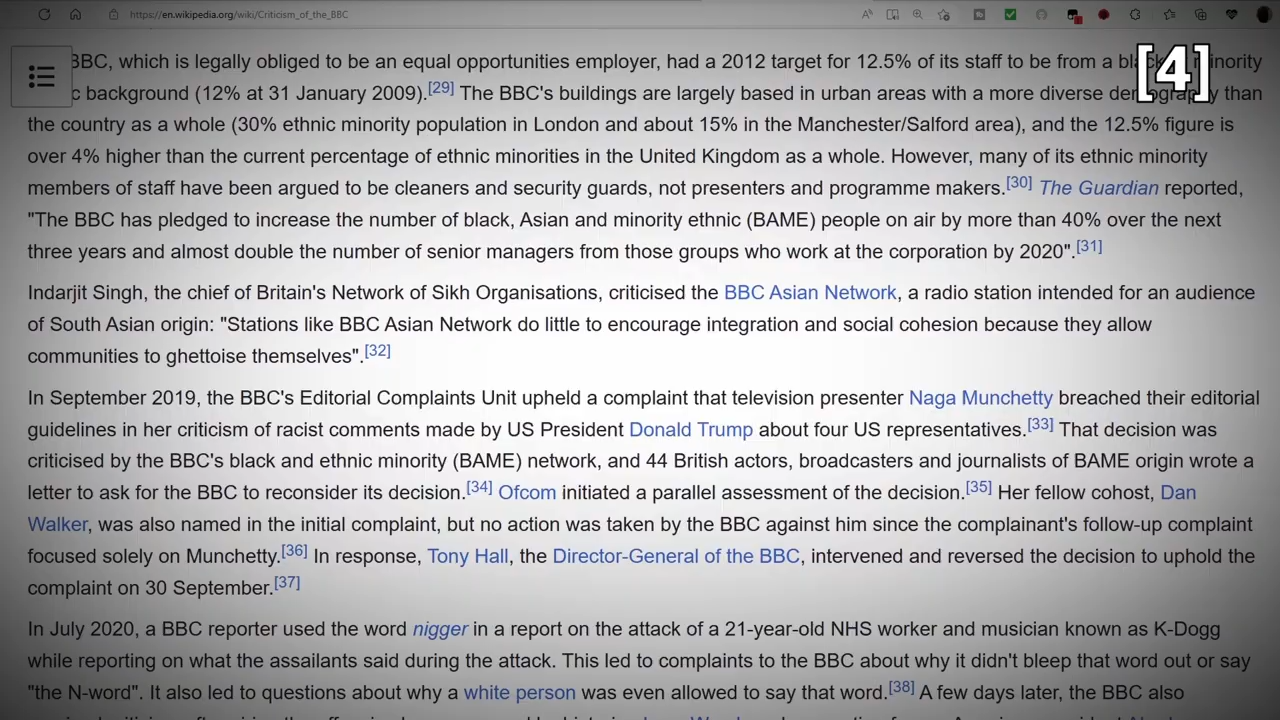 https://en.wikipedia.org/wiki/Criticism_of_the_BBC
[4]
BBC, which is legally obliged to be an equal opportunities employer, had a 2012 target for 12.5% of its staff to be from a black minority
c background (12% at 31 January 2009).[29] The BBC's buildings are largely based in urban areas with a more diverse demography than
the country as a whole (30% ethnic minority population in London and about 15% in the Manchester/Salford area), and the 12.5% figure is
over 4% higher than the current percentage of ethnic minorities in the United Kingdom as a whole. However, many of its ethnic minority
members of staff have been argued to be cleaners and security guards, not presenters and programme makers.[30] The Guardian reported,
"The BBC has pledged to increase the number of black, Asian and minority ethnic (BAME) people on air by more than 40% over the next
three years and almost double the number of senior managers from those groups who work at the corporation by 2020".[31]
Indarjit Singh, the chief of Britain's Network of Sikh Organisations, criticised the BBC Asian Network, a radio station intended for an audience
of South Asian origin: "Stations like BBC Asian Network do little to encourage integration and social cohesion because they allow
communities to ghettoise themselves".[32]
In September 2019, the BBC's Editorial Complaints Unit upheld a complaint that television presenter Naga Munchetty breached their editorial
guidelines in her criticism of racist comments made by US President Donald Trump about four US representatives.[33] That decision was
criticised by the BBC's black and ethnic minority (BAME) network, and 44 British actors, broadcasters and journalists of BAME origin wrote a
letter to ask for the BBC to reconsider its decision.[34] Ofcom initiated a parallel assessment of the decision.[35] Her fellow cohost, Dan
Walker, was also named in the initial complaint, but no action was taken by the BBC against him since the complainant's follow-up complaint
focused solely on Munchetty.[36] In response, Tony Hall, the Director-General of the BBC, intervened and reversed the decision to uphold the
complaint on 30 September.[37]
In July 2020, a BBC reporter used the word nigger in a report on the attack of a 21-year-old NHS worker and musician known as K-Dogg
while reporting on what the assailants said during the attack. This led to complaints to the BBC about why it didn't bleep that word out or say
"the N-word". It also led to questions about why a white person was even allowed to say that word.[38] A few days later, the BBC also